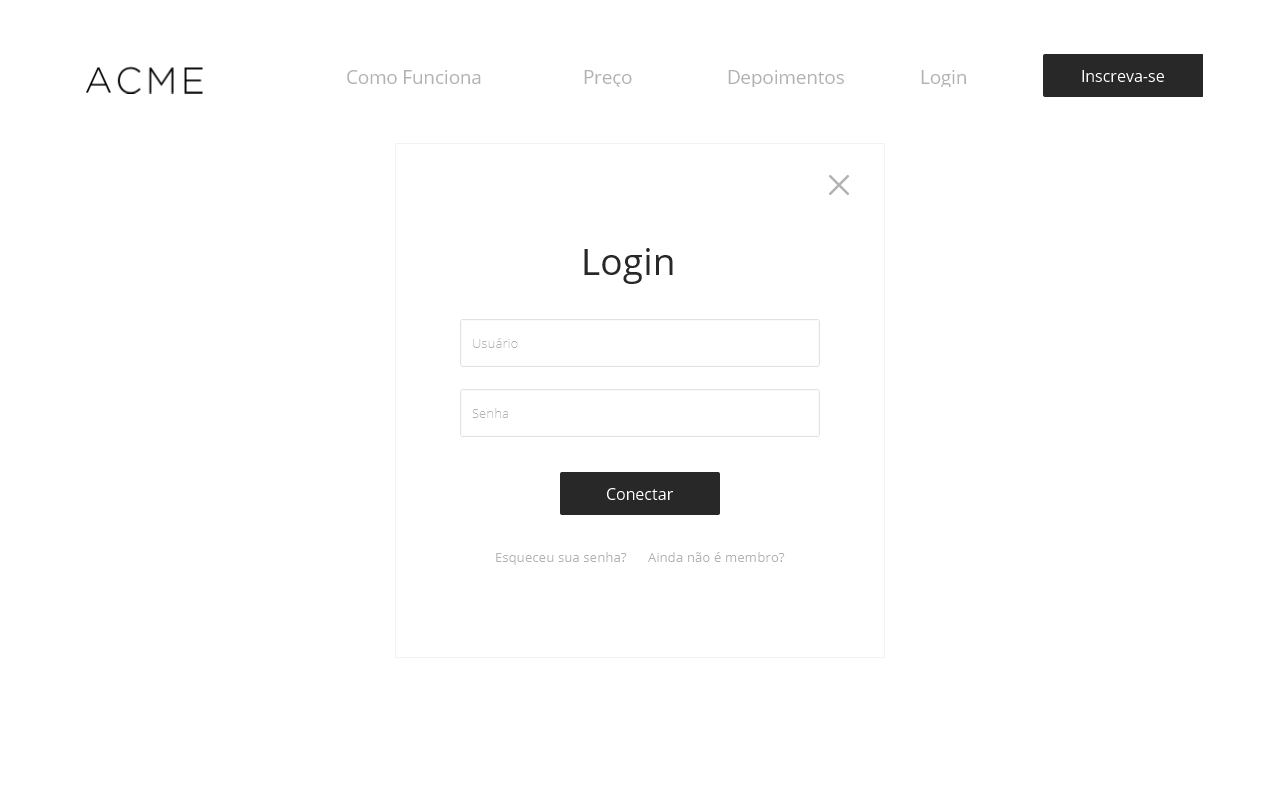 ACME
Como Funciona
Preço
Depoimentos
Login
Inscreva-se
Login
Usuário
Senha
Conectar
Esqueceu sua senha? Ainda não é membro?